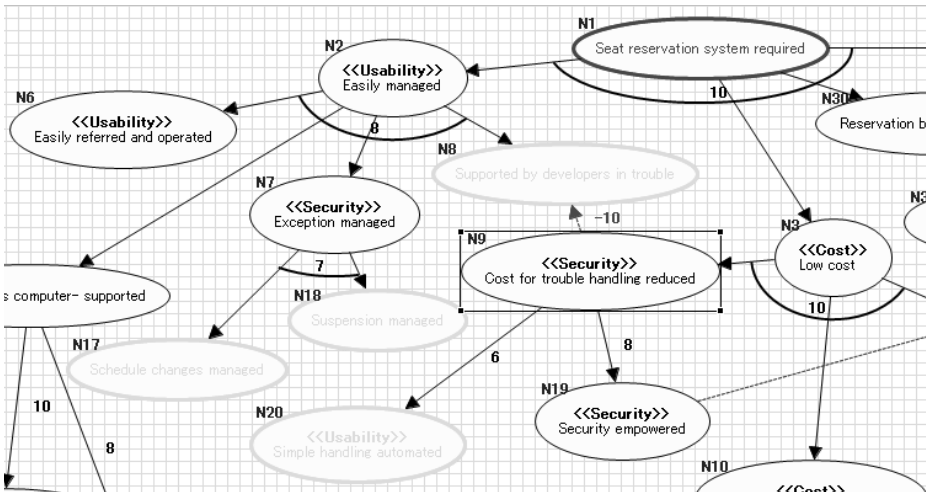 N1
Seat reservation system required
N2
<<Usability>>
Easily managed
10
N6
<<Usability>>
Easily referred and operated
8
N30
Reservation b
N8
Supported by developers in trouble
N7
<<Security>>
Exception managed
-10
N3
<<Cost>>
Low cost
N9
<<Security>>
Cost for trouble handling reduced
7
s computer- supported
N18
Suspension managed
10
N17
Schedule changes managed
6
8
N19
<<Security>>
Security empowered
N20
<<Usability>>
Simple handling automated
10
8
N10
<<Cost>>